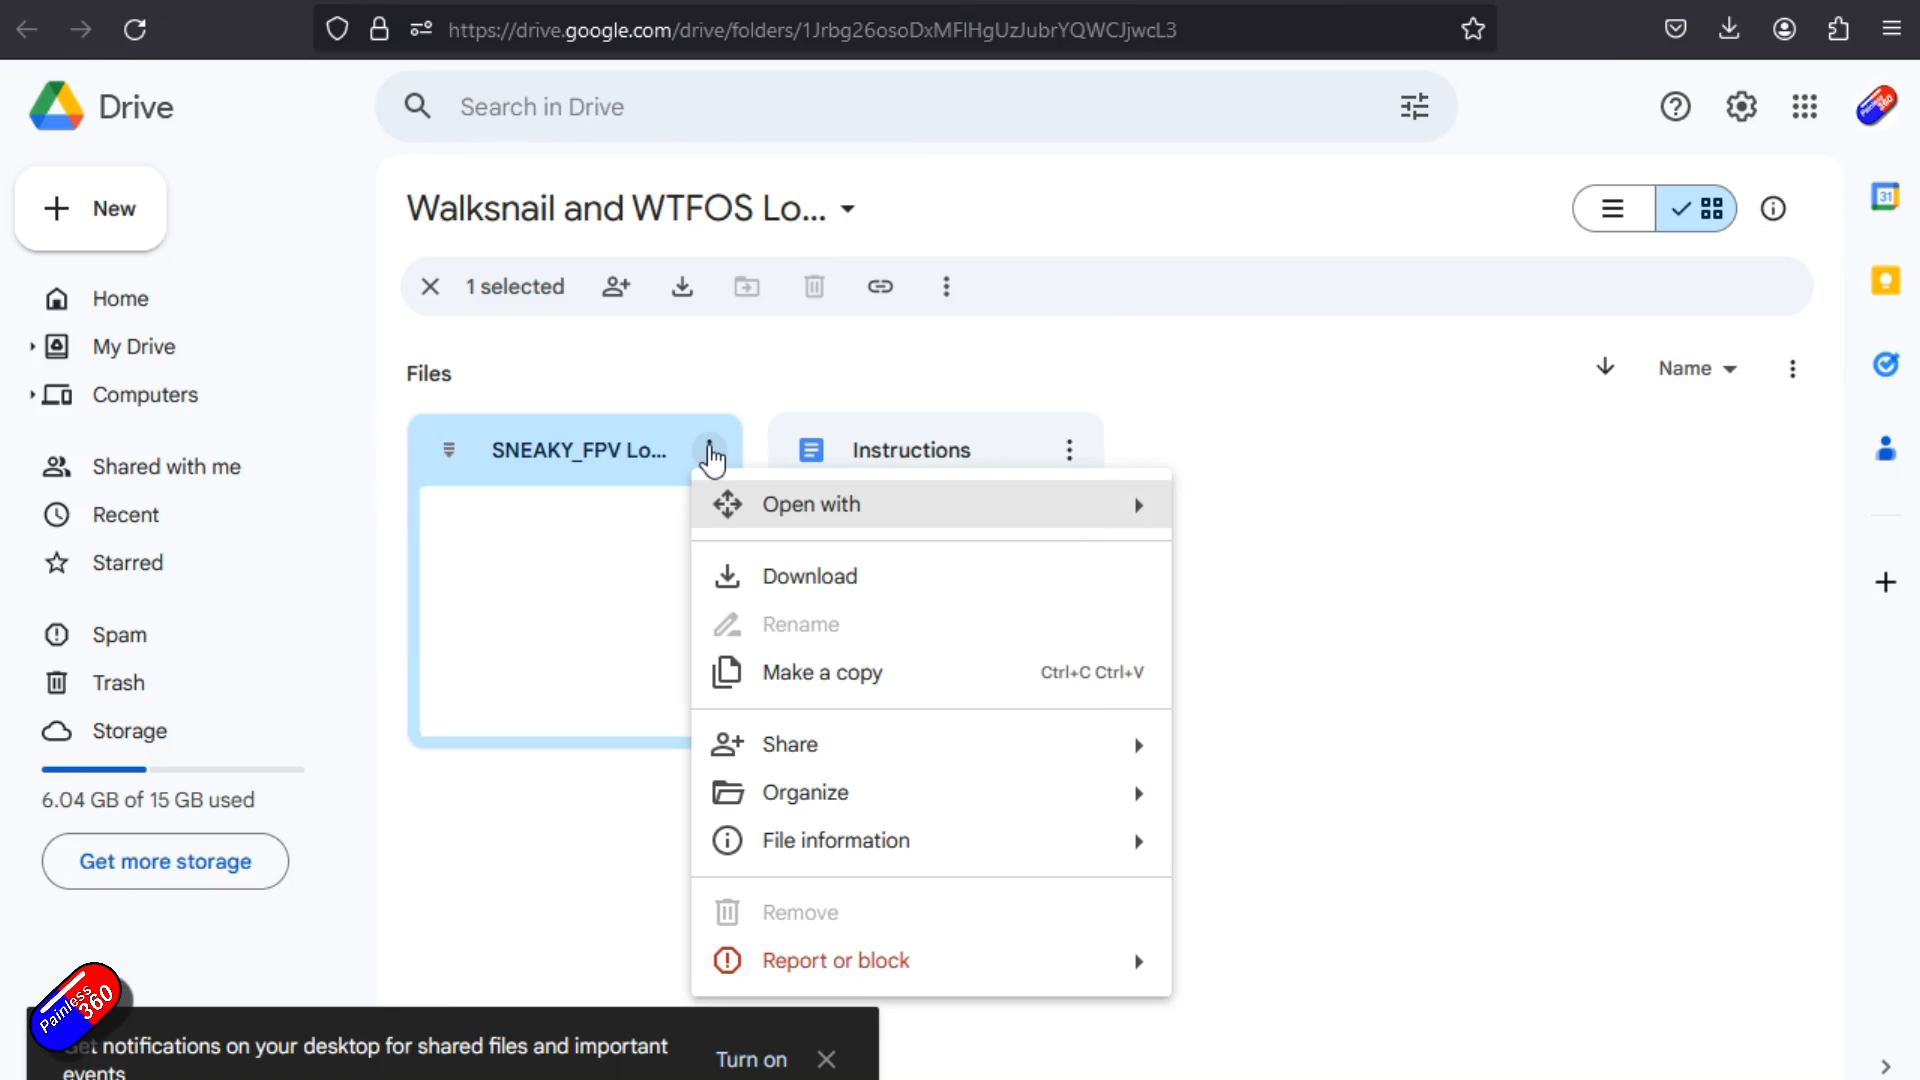 https://drive.google.com/drive/folders/1Jrbg26osoDxMFlHgUzJubrYQWCJjwcL3
Drive
Search in Drive
New
Walksnail and WTFOS Lo...
31
1 selected
Home
My Drive
Computers
Files
Name
SNEAKY_FPV Lo...
Instructions
Shared with me
Recent
Starred
Open with
Download
Rename
Make a copy
Ctrl+C Ctrl+V
Spam
Trash
Storage
6.04 GB of 15 GB used
Get more storage
Share
Organize
File information
Remove
Report or block
Painless
360
Get notifications on your desktop for shared files and important
events
Turn on